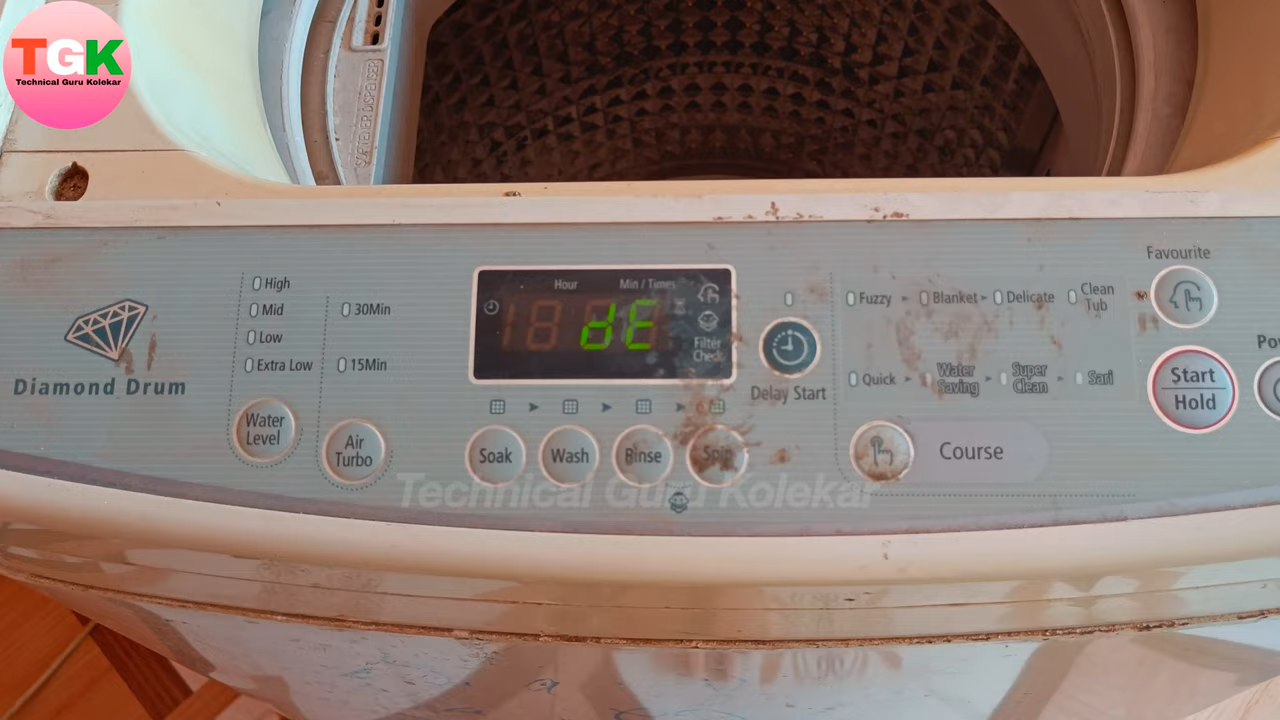 TGK
Technical Guru Kolekar
SOFTENER DISPENSER
Diamond Drum
High
Mid
Low
Extra Low
Water
Level
30Min
15Min
Air
Turbo
Hour
Min / Times
dE
Filter
Check
Soak
Wash
Rinse
Spin
Delay Start
Fuzzy
Blanket
Delicate
Clean
Tub
Quick
Water
Saving
Super
Clean
Sari
Course
Favourite
Start
Hold
Technical Guru Kolekar